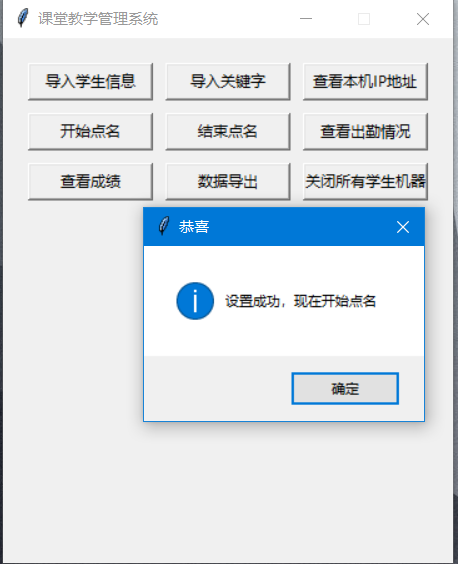 课堂教学管理系统
导入学生信息 导入关键字 查看本机IP地址
开始点名 结束点名 查看出勤情况
查看成绩 数据导出 关闭所有学生机器
恭喜
设置成功，现在开始点名
确定